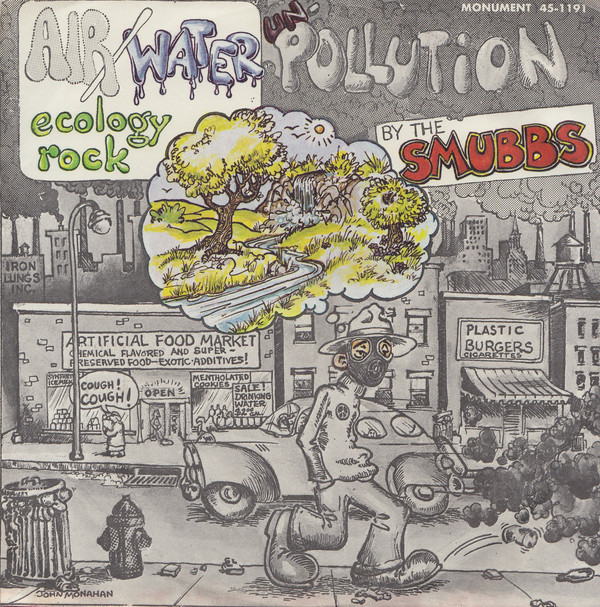 MONUMENT 45-1191
AIR/WATER UN-POLLUTION
ecology
rock
BY THE
SMUBBS
IRON
LUNGS
INC.
ARTIFICIAL FOOD MARKET
CHEMICAL FLAVORED AND SUPER-
PRESERVED FOOD-EXOTIC-ADDITIVES!
PLASTIC
BURGERS
CIGARETTES
COUGH!
COUGH!
OPEN
MENTHOLATED
COOKIES
SALE!
DRINKING
WATER
JOHN MONAHAN